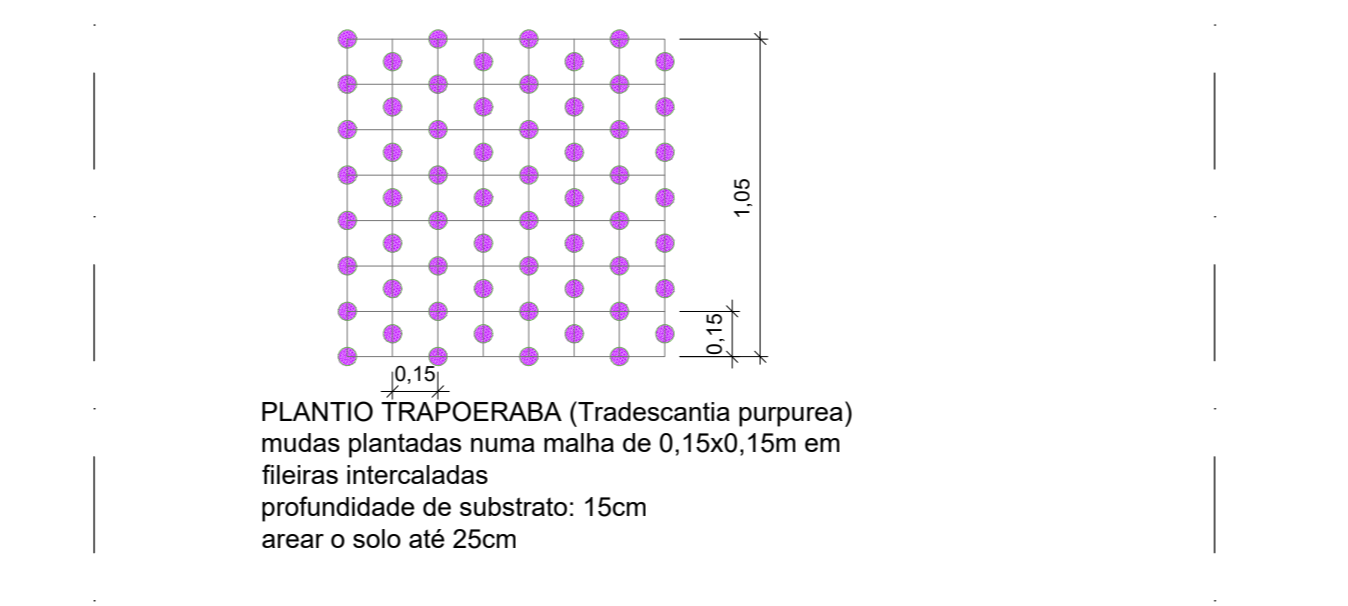 1,05
0,15
0,15
PLANTIO TRAPOERABA (Tradescantia purpurea)
mudas plantadas numa malha de 0,15x0,15m em
fileiras intercaladas
profundidade de substrato: 15cm
arear o solo até 25cm